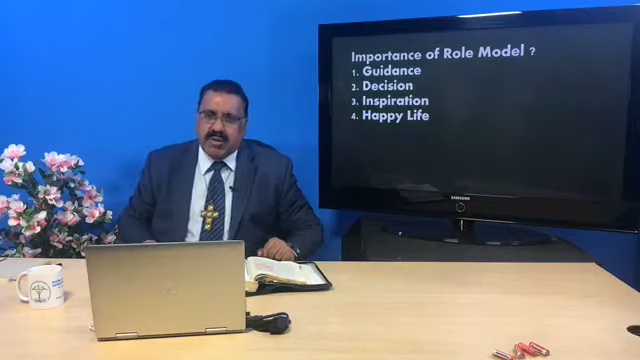 Importance of Role Model ?
1. Guidance
2. Decision
3. Inspiration
4. Happy Life
SAMSUNG